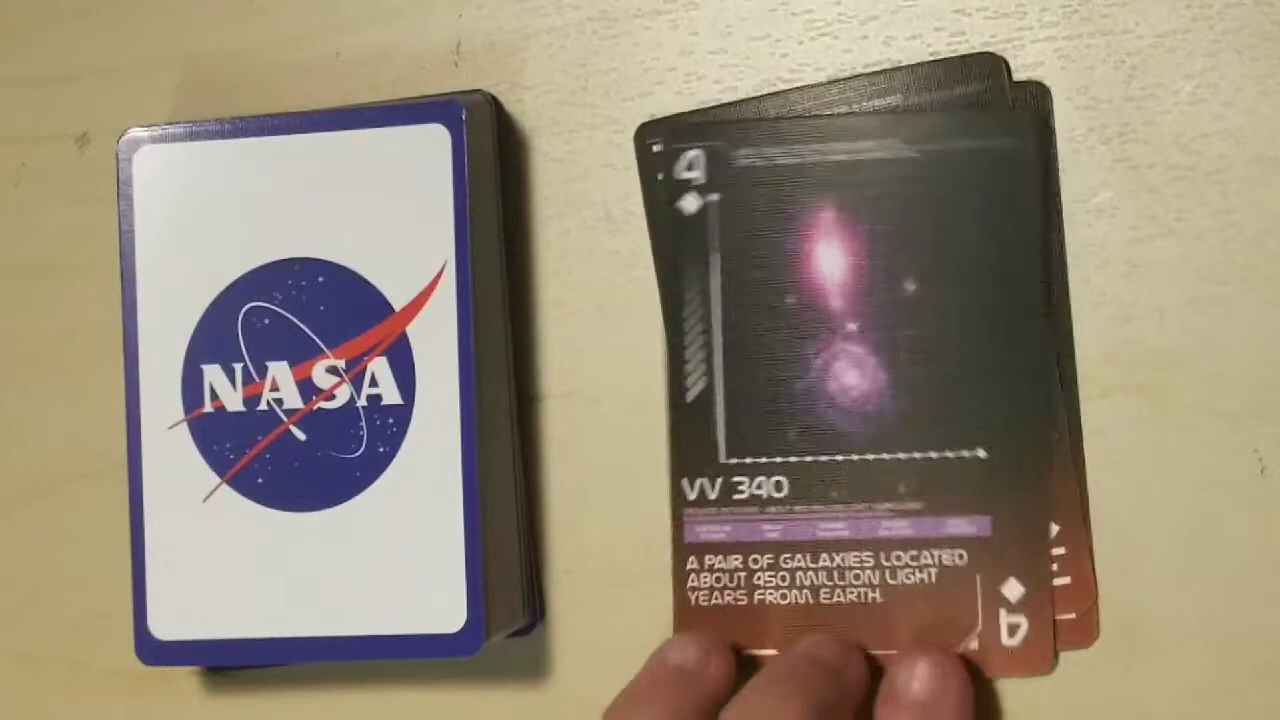 NASA
4
VV 340
A PAIR OF GALAXIES LOCATED
ABOUT 450 MILLION LIGHT
YEARS FROM EARTH.
4